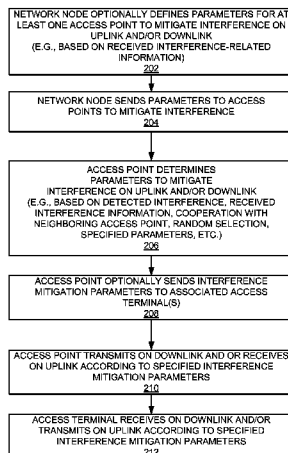 NETWORK NODE OPTIONALLY DEFINES PARAMETERS FOR AT
LEAST ONE ACCESS POINT TO MITIGATE INTERFERENCE ON
UPLINK AND/OR DOWNLINK
(E.G., BASED ON RECEIVED INTERFERENCE-RELATED
INFORMATION)
202
NETWORK NODE SENDS PARAMETERS TO ACCESS
POINTS TO MITIGATE INTERFERENCE
204
ACCESS POINT DETERMINES
PARAMETERS TO MITIGATE
INTERFERENCE ON UPLINK AND/OR DOWNLINK
(E.G., BASED ON DETECTED INTERFERENCE, RECEIVED
INTERFERENCE INFORMATION, COOPERATION WITH
NEIGHBORING ACCESS POINT, RANDOM SELECTION,
SPECIFIED PARAMETERS, ETC.)
206
ACCESS POINT OPTIONALLY SENDS INTERFERENCE
MITIGATION PARAMETERS TO ASSOCIATED ACCESS
TERMINAL(S)
208
ACCESS POINT TRANSMITS ON DOWNLINK AND OR RECEIVES
ON UPLINK ACCORDING TO SPECIFIED INTERFERENCE
MITIGATION PARAMETERS
210
ACCESS TERMINAL RECEIVES ON DOWNLINK AND/OR
TRANSMITS ON UPLINK ACCORDING TO SPECIFIED
INTERFERENCE MITIGATION PARAMETERS
212